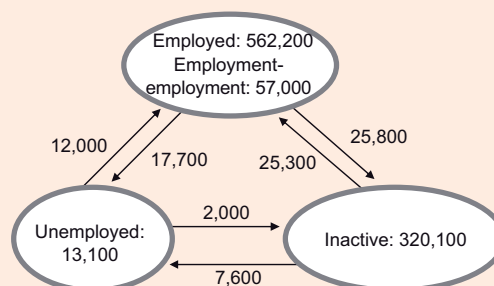 Employed: 562,200
Employment-
employment: 57,000
12,000
17,700
25,300
25,800
Unemployed:
13,100
2,000
7,600
Inactive: 320,100